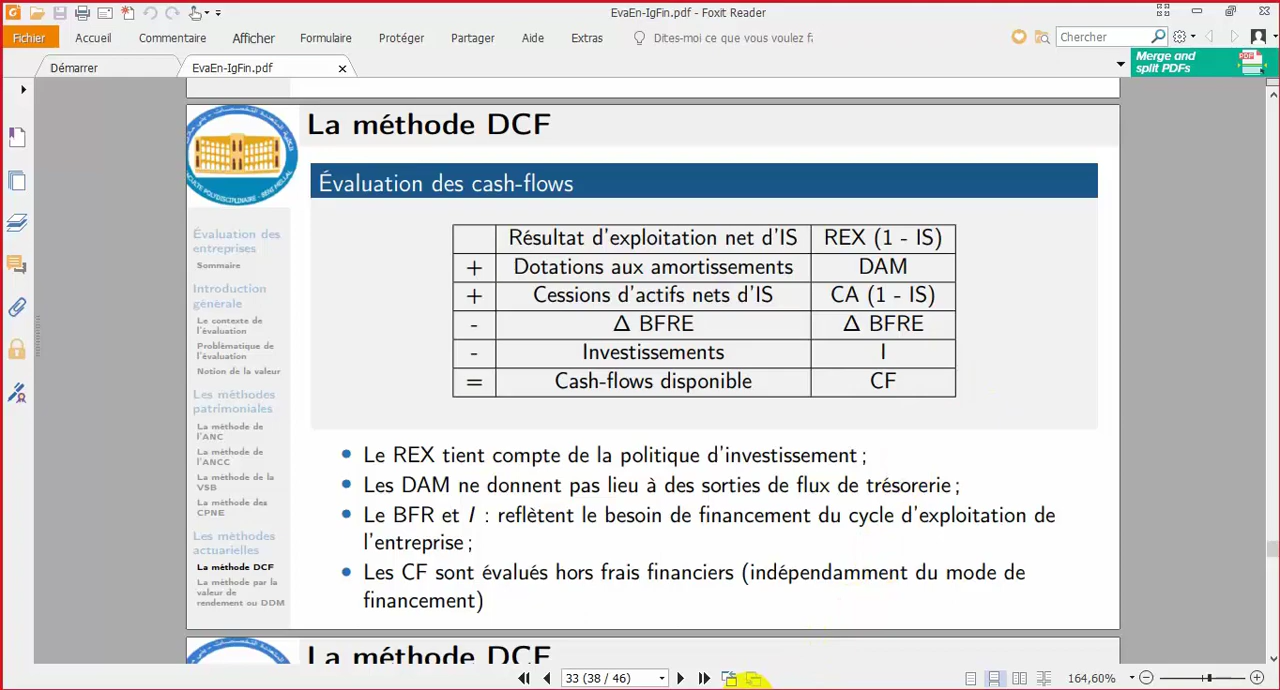 EvaEn-IgFin.pdf - Foxit Reader
Fichier Accueil Commentaire Afficher Formulaire Protéger Partager Aide Extras Dites-moi ce que vous voulez fa Chercher
Démarrer EvaEn-IgFin.pdf
Merge and
split PDFs
La méthode DCF
Évaluation des cash-flows
Résultat d'exploitation net d'IS REX (1 - IS)
+ Dotations aux amortissements DAM
+ Cessions d'actifs nets d'IS CA (1 - IS)
- Δ BFRE Δ BFRE
- Investissements I
= Cash-flows disponible CF
Le REX tient compte de la politique d'investissement ;
Les DAM ne donnent pas lieu à des sorties de flux de trésorerie ;
Le BFR et I : reflètent le besoin de financement du cycle d'exploitation de
l'entreprise ;
Les CF sont évalués hors frais financiers (indépendamment du mode de
financement)
Évaluation des
entreprises
Sommaire
Introduction
générale
Le contexte de
l'évaluation
Problématique de
l'évaluation
Notion de la valeur
Les méthodes
patrimoniales
La méthode de
l'ANC
La méthode de
l'ANCC
La méthode de la
VSB
La méthode des
CPNE
Les méthodes
actuarielles
La méthode DCF
La méthode par la
valeur de
rendement ou DDM
La méthode DCF
33 (38 / 46)
164,60%